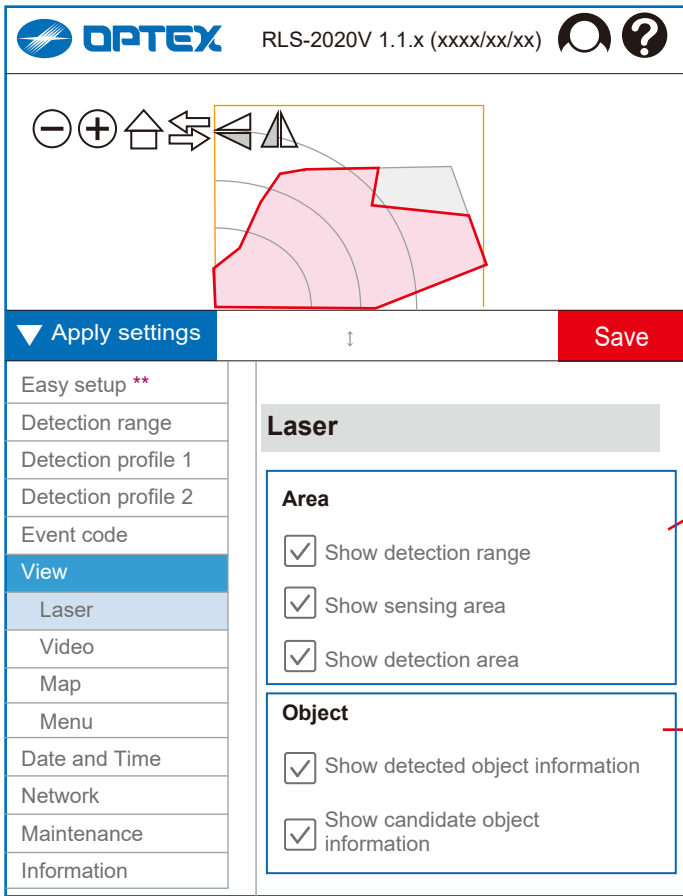 OPTEX RLS-2020V 1.1.x (xxxx/xx/xx) ?
Apply settings
Save
Easy setup **
Detection range
Detection profile 1
Detection profile 2
Event code
View
Laser
Video
Map
Menu
Date and Time
Network
Maintenance
Information
Laser
Area
Show detection range
Show sensing area
Show detection area
Object
Show detected object information
Show candidate object
information